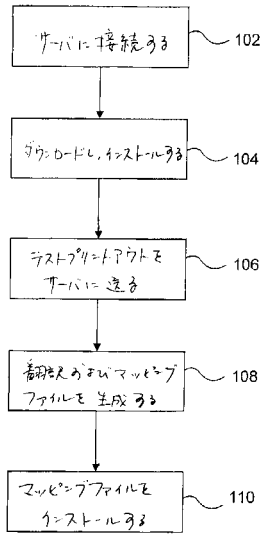 サーバに接続する
102
ダウンロードし、インストールする
104
テストプリントアウトを
サーバに送る
106
翻訳およびマッピング
ファイルを生成する
108
マッピングファイルを
インストールする
110